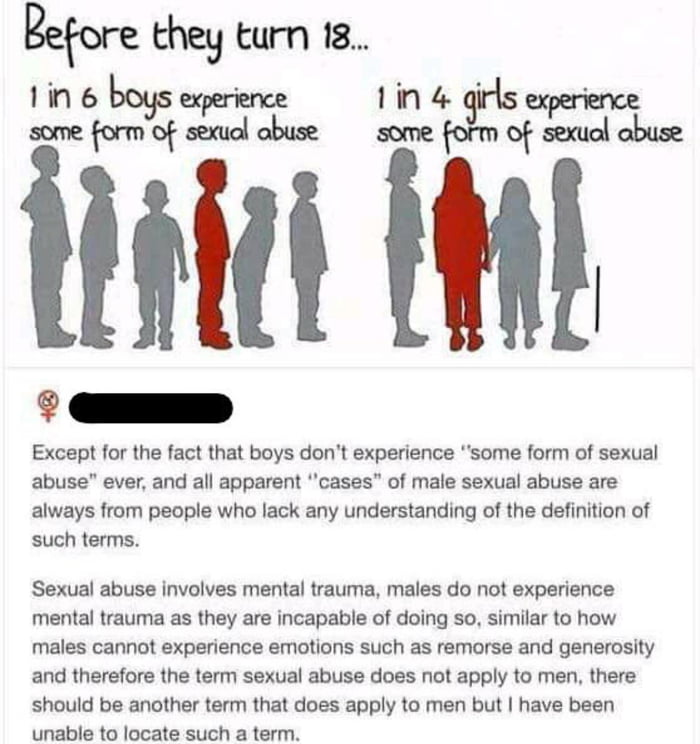 Before they turn 18...
1 in 6 boys experience
some form of sexual abuse
1 in 4 girls experience
some form of sexual abuse
Except for the fact that boys don't experience "some form of sexual
abuse" ever, and all apparent "cases" of male sexual abuse are
always from people who lack any understanding of the definition of
such terms.
Sexual abuse involves mental trauma, males do not experience
mental trauma as they are incapable of doing so, similar to how
males cannot experience emotions such as remorse and generosity
and therefore the term sexual abuse does not apply to men, there
should be another term that does apply to men but I have been
unable to locate such a term.